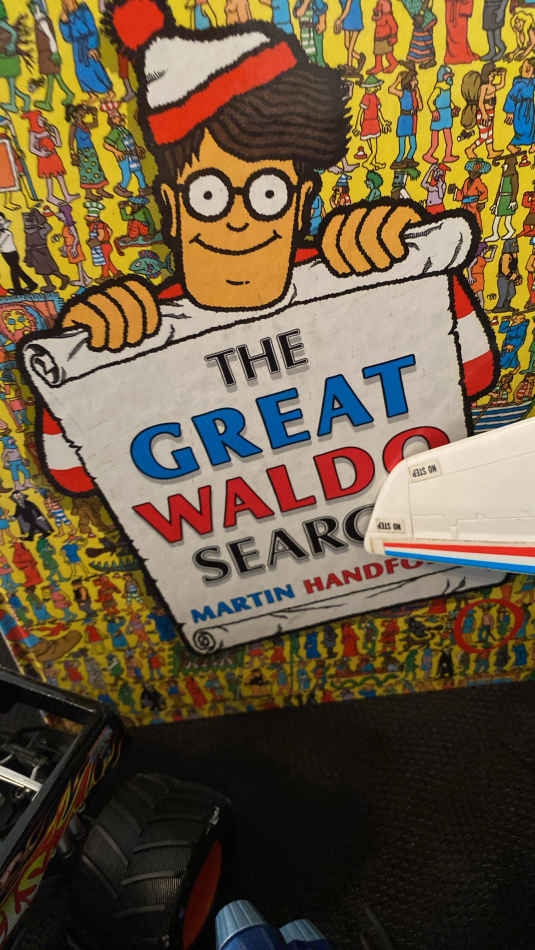 THE
GREAT
WALDO
SEARC
MARTIN HANDFO
NO STEP
NO STEP